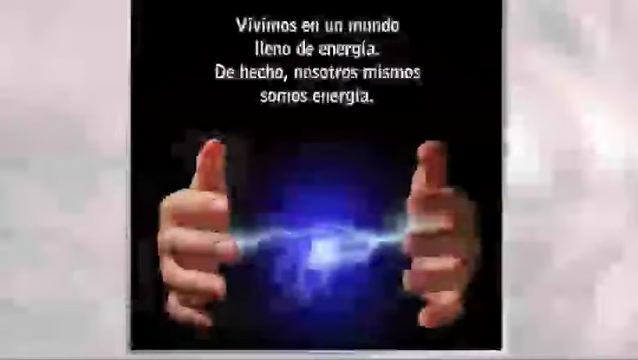 Vivimos en un mundo
lleno de energía.
De hecho, nosotros mismos
somos energía.